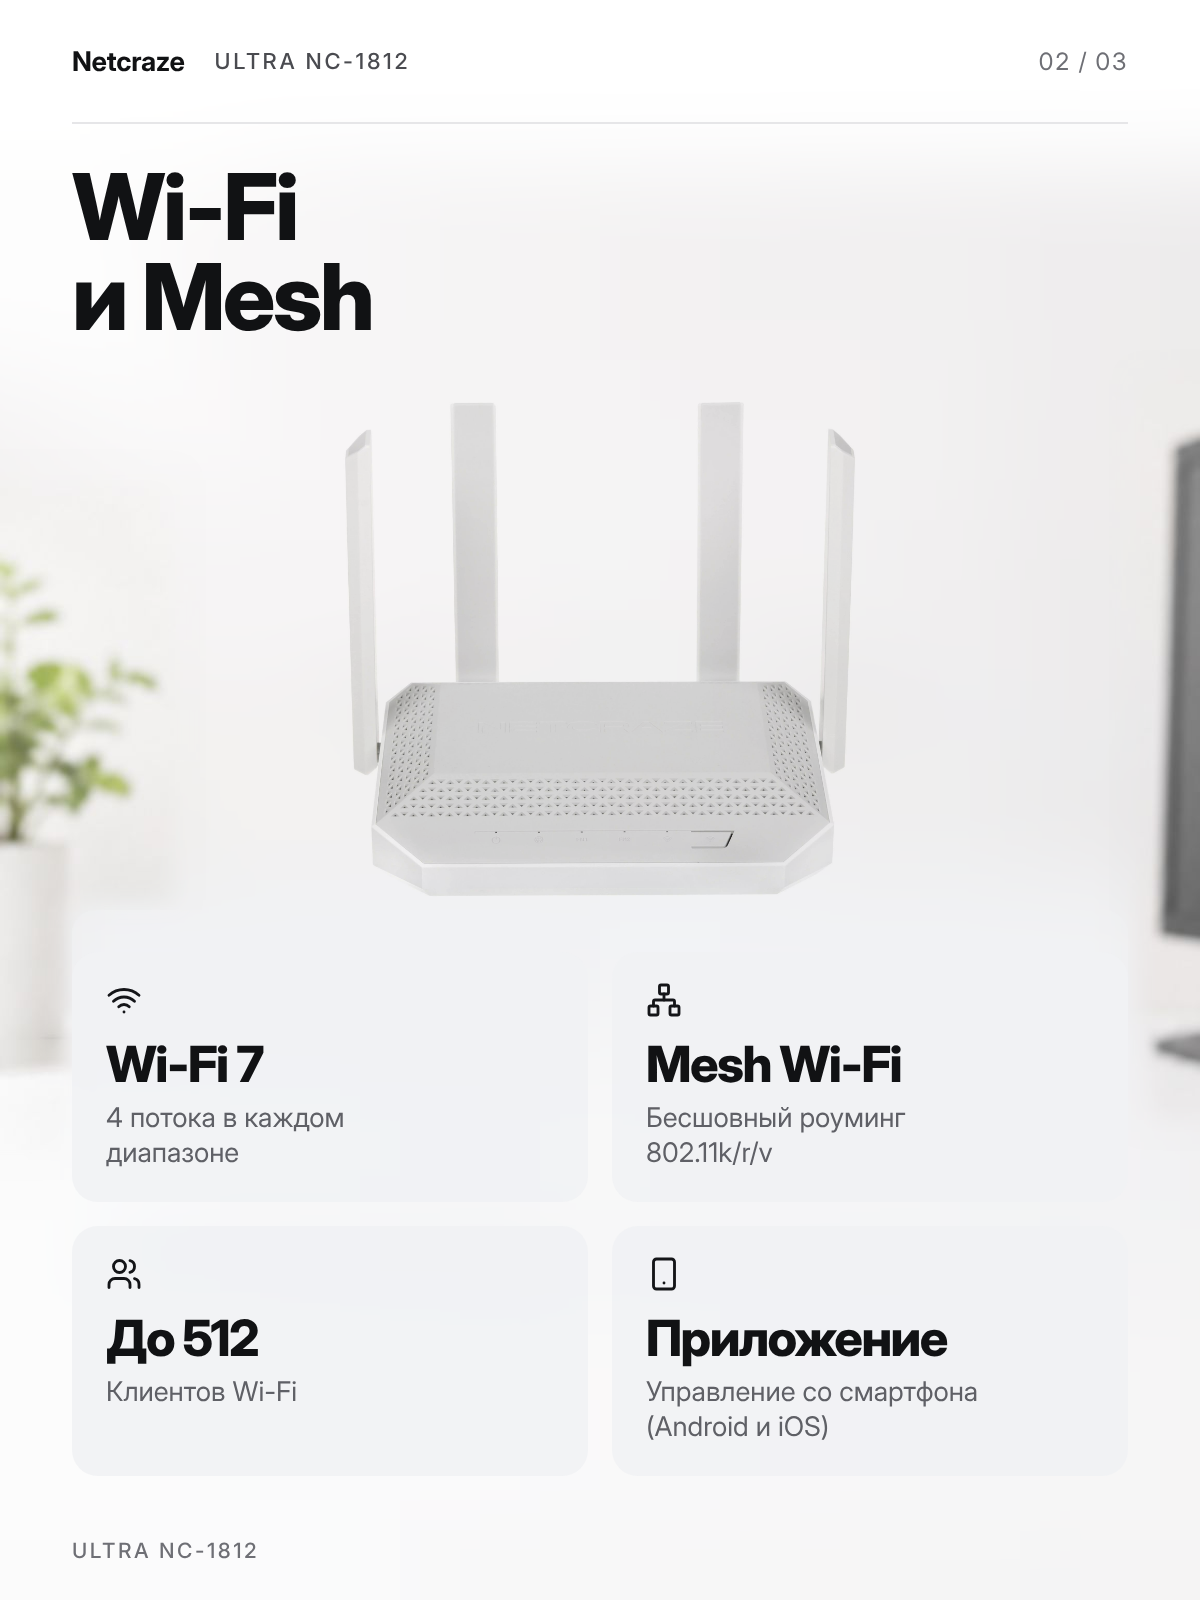 Netcraze ULTRA NC-1812 02 / 03
Wi-Fi
и Mesh
Wi-Fi 7
4 потока в каждом
диапазоне
Mesh Wi-Fi
Бесшовный роуминг
802.11k/r/v
До 512
Клиентов Wi-Fi
Приложение
Управление со смартфона
(Android и iOS)
ULTRA NC-1812